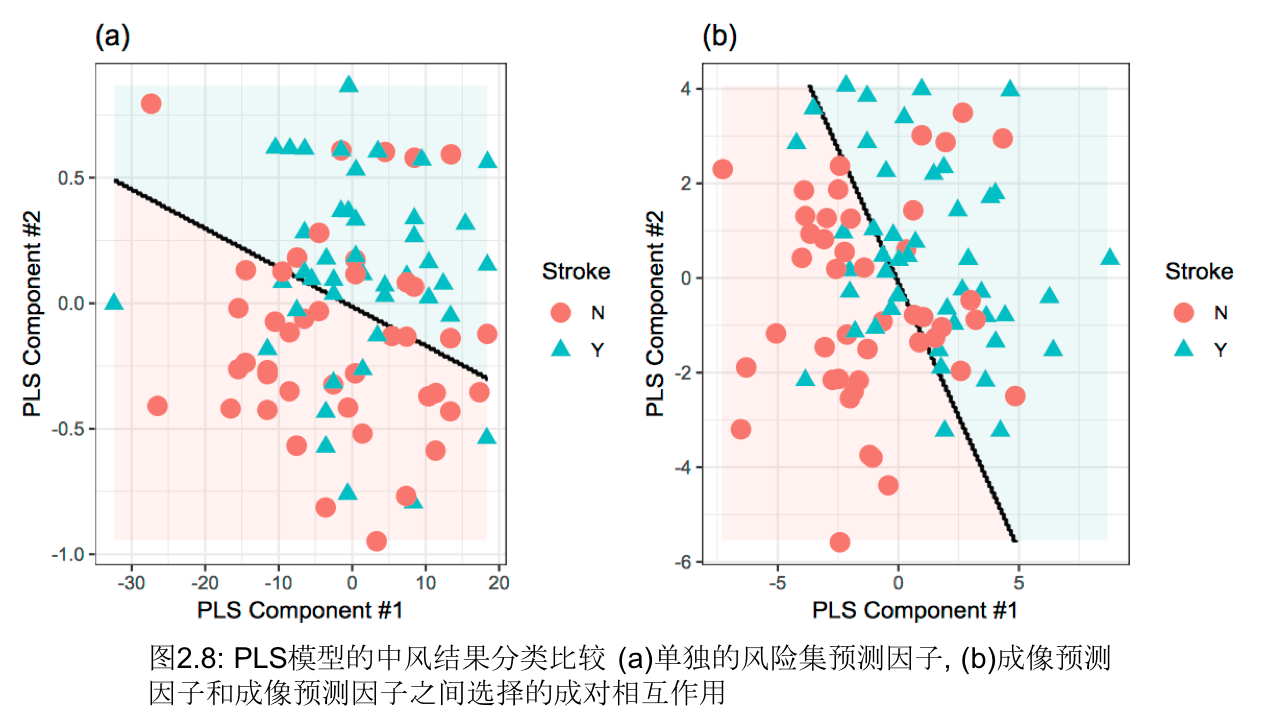 (a)
(b)
PLS Component #2
0.5
0.0
-0.5
-1.0
-30
-20
-10
0
10
20
PLS Component #1
Stroke
N
Y
PLS Component #2
4
2
0
-2
-4
-6
-5
0
5
PLS Component #1
Stroke
N
Y
图2.8: PLS模型的中风结果分类比较 (a)单独的风险集预测因子, (b)成像预测
因子和成像预测因子之间选择的成对相互作用